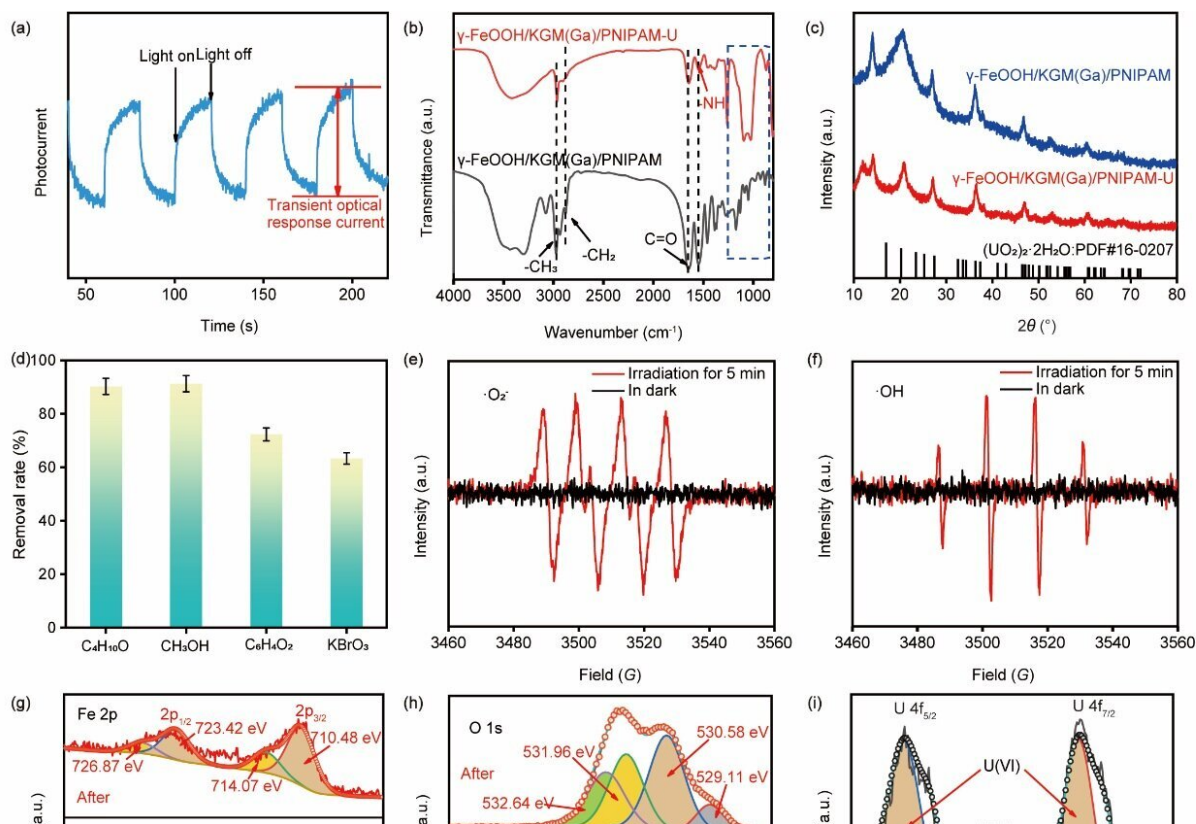 (a)
Light on
Light off
Transient optical
response current
Photocurrent
50 100 150 200
Time (s)
(b)
γ-FeOOH/KGM(Ga)/PNIPAM-U
-NH
γ-FeOOH/KGM(Ga)/PNIPAM
-CH₃
-CH₂
C=O
Transmittance (a.u.)
4000 3500 3000 2500 2000 1500 1000
Wavenumber (cm⁻¹)
(c)
γ-FeOOH/KGM(Ga)/PNIPAM
γ-FeOOH/KGM(Ga)/PNIPAM-U
(UO₂)₂·2H₂O:PDF#16-0207
Intensity (a.u.)
10 20 30 40 50 60 70 80
2θ (°)
(d)
100
80
60
40
20
0
Removal rate (%)
C₄H₁₀O CH₃OH C₆H₄O₂ KBrO₃
(e)
Irradiation for 5 min
In dark
·O₂⁻
Intensity (a.u.)
3460 3480 3500 3520 3540 3560
Field (G)
(f)
Irradiation for 5 min
In dark
·OH
Intensity (a.u.)
3460 3480 3500 3520 3540 3560
Field (G)
(g)
Fe 2p
2p₁/₂
723.42 eV
2p₃/₂
710.48 eV
726.87 eV
714.07 eV
After
a.u.)
(h)
O 1s
530.58 eV
531.96 eV
After
529.11 eV
532.64 eV
a.u.)
(i)
U 4f₅/₂
U 4f₇/₂
U(VI)
a.u.)